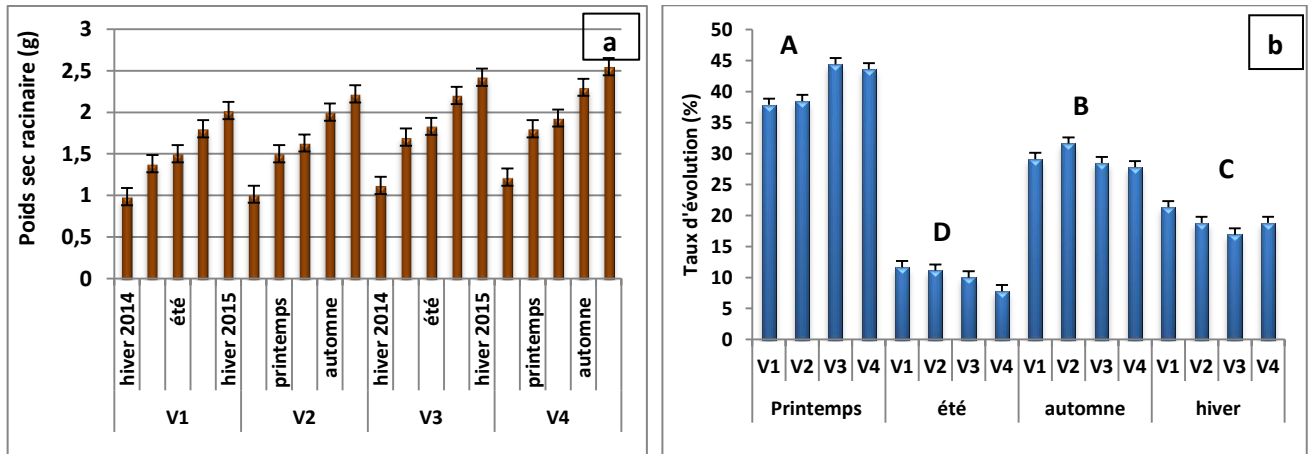 a
Poids sec racinaire (g)
3
2,5
2
1,5
1
0,5
0
hiver 2014
été
hiver 2015
printemps
automne
hiver 2014
été
hiver 2015
printemps
automne
V1 V2 V3 V4
b
Taux d'évolution (%)
50
45
40
35
30
25
20
15
10
5
0
A
B
C
D
V1 V2 V3 V4 V1 V2 V3 V4 V1 V2 V3 V4 V1 V2 V3 V4
Printemps été automne hiver